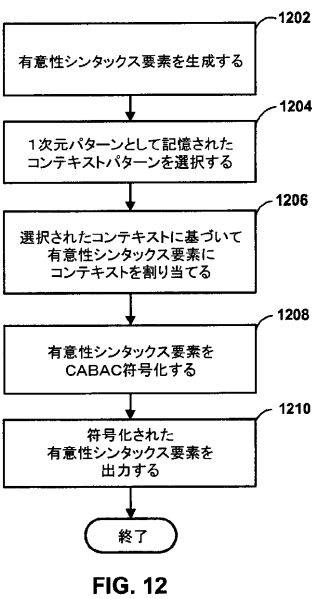 1202
有意性シンタックス要素を生成する
1204
1次元パターンとして記憶された
コンテキストパターンを選択する
1206
選択されたコンテキストに基づいて
有意性シンタックス要素に
コンテキストを割り当てる
1208
有意性シンタックス要素を
CABAC符号化する
1210
符号化された
有意性シンタックス要素を
出力する
終了
FIG. 12